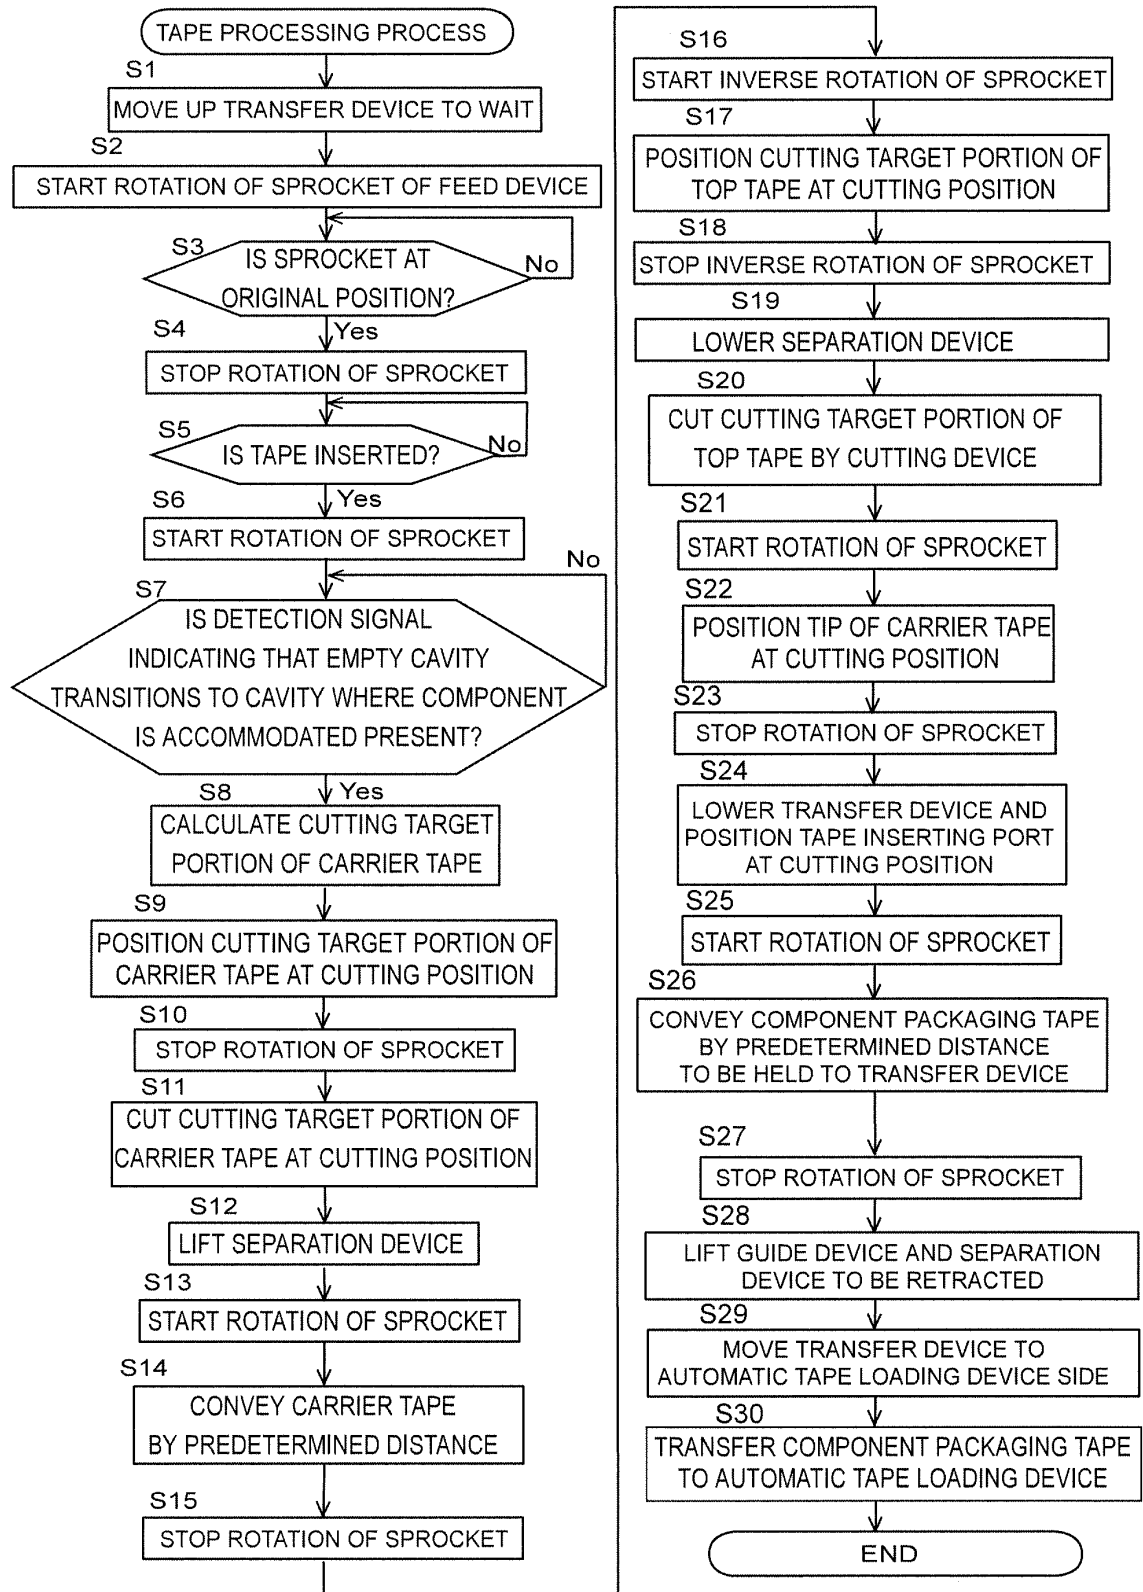 TAPE PROCESSING PROCESS
S1
MOVE UP TRANSFER DEVICE TO WAIT
S2
START ROTATION OF SPROCKET OF FEED DEVICE
S3
IS SPROCKET AT
ORIGINAL POSITION?
No
Yes
S4
STOP ROTATION OF SPROCKET
S5
IS TAPE INSERTED?
No
Yes
S6
START ROTATION OF SPROCKET
No
S7
IS DETECTION SIGNAL
INDICATING THAT EMPTY CAVITY
TRANSITIONS TO CAVITY WHERE COMPONENT
IS ACCOMMODATED PRESENT?
Yes
S8
CALCULATE CUTTING TARGET
PORTION OF CARRIER TAPE
S9
POSITION CUTTING TARGET PORTION OF
CARRIER TAPE AT CUTTING POSITION
S10
STOP ROTATION OF SPROCKET
S11
CUT CUTTING TARGET PORTION OF
CARRIER TAPE AT CUTTING POSITION
S12
LIFT SEPARATION DEVICE
S13
START ROTATION OF SPROCKET
S14
CONVEY CARRIER TAPE
BY PREDETERMINED DISTANCE
S15
STOP ROTATION OF SPROCKET
S16
START INVERSE ROTATION OF SPROCKET
S17
POSITION CUTTING TARGET PORTION OF
TOP TAPE AT CUTTING POSITION
S18
STOP INVERSE ROTATION OF SPROCKET
S19
LOWER SEPARATION DEVICE
S20
CUT CUTTING TARGET PORTION OF
TOP TAPE BY CUTTING DEVICE
S21
START ROTATION OF SPROCKET
S22
POSITION TIP OF CARRIER TAPE
AT CUTTING POSITION
S23
STOP ROTATION OF SPROCKET
S24
LOWER TRANSFER DEVICE AND
POSITION TAPE INSERTING PORT
AT CUTTING POSITION
S25
START ROTATION OF SPROCKET
S26
CONVEY COMPONENT PACKAGING TAPE
BY PREDETERMINED DISTANCE
TO BE HELD TO TRANSFER DEVICE
S27
STOP ROTATION OF SPROCKET
S28
LIFT GUIDE DEVICE AND SEPARATION
DEVICE TO BE RETRACTED
S29
MOVE TRANSFER DEVICE TO
AUTOMATIC TAPE LOADING DEVICE SIDE
S30
TRANSFER COMPONENT PACKAGING TAPE
TO AUTOMATIC TAPE LOADING DEVICE
END